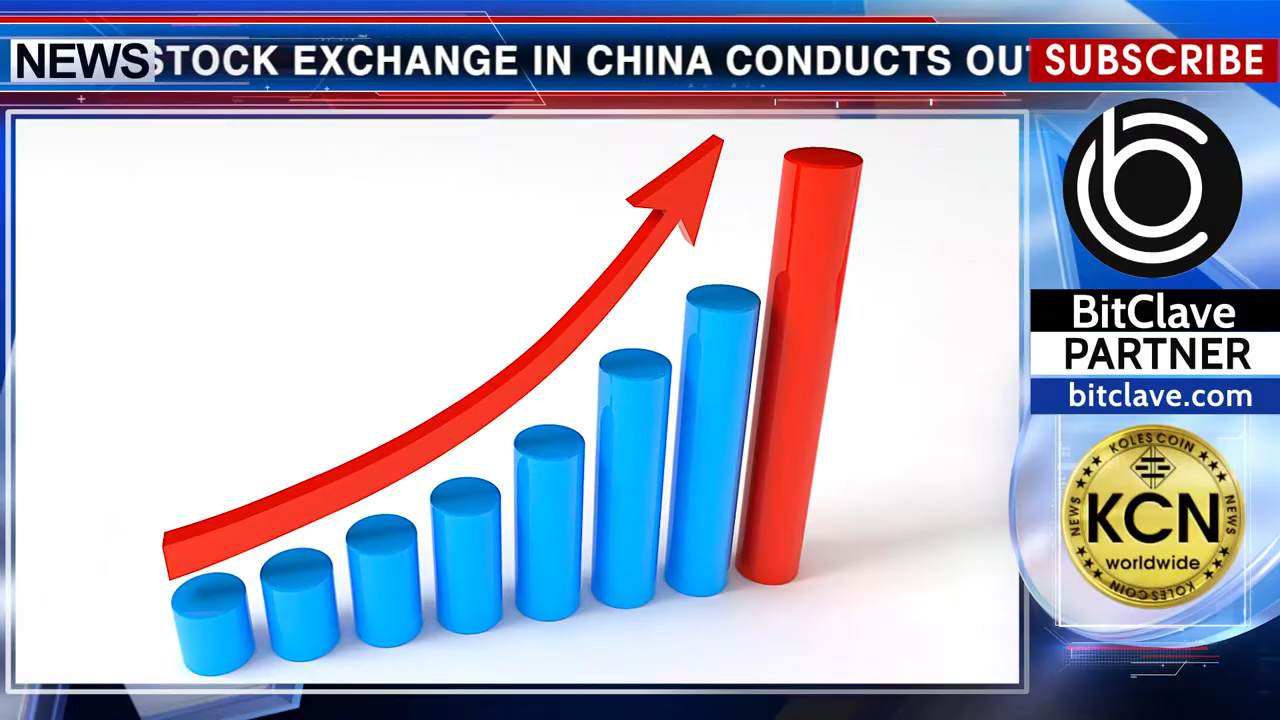 NEWS
STOCK EXCHANGE IN CHINA CONDUCTS
SUBSCRIBE
BitClave
PARTNER
bitclave.com
KOLES COIN
NEWS
KCN
NEWS
worldwide
KOLES COIN